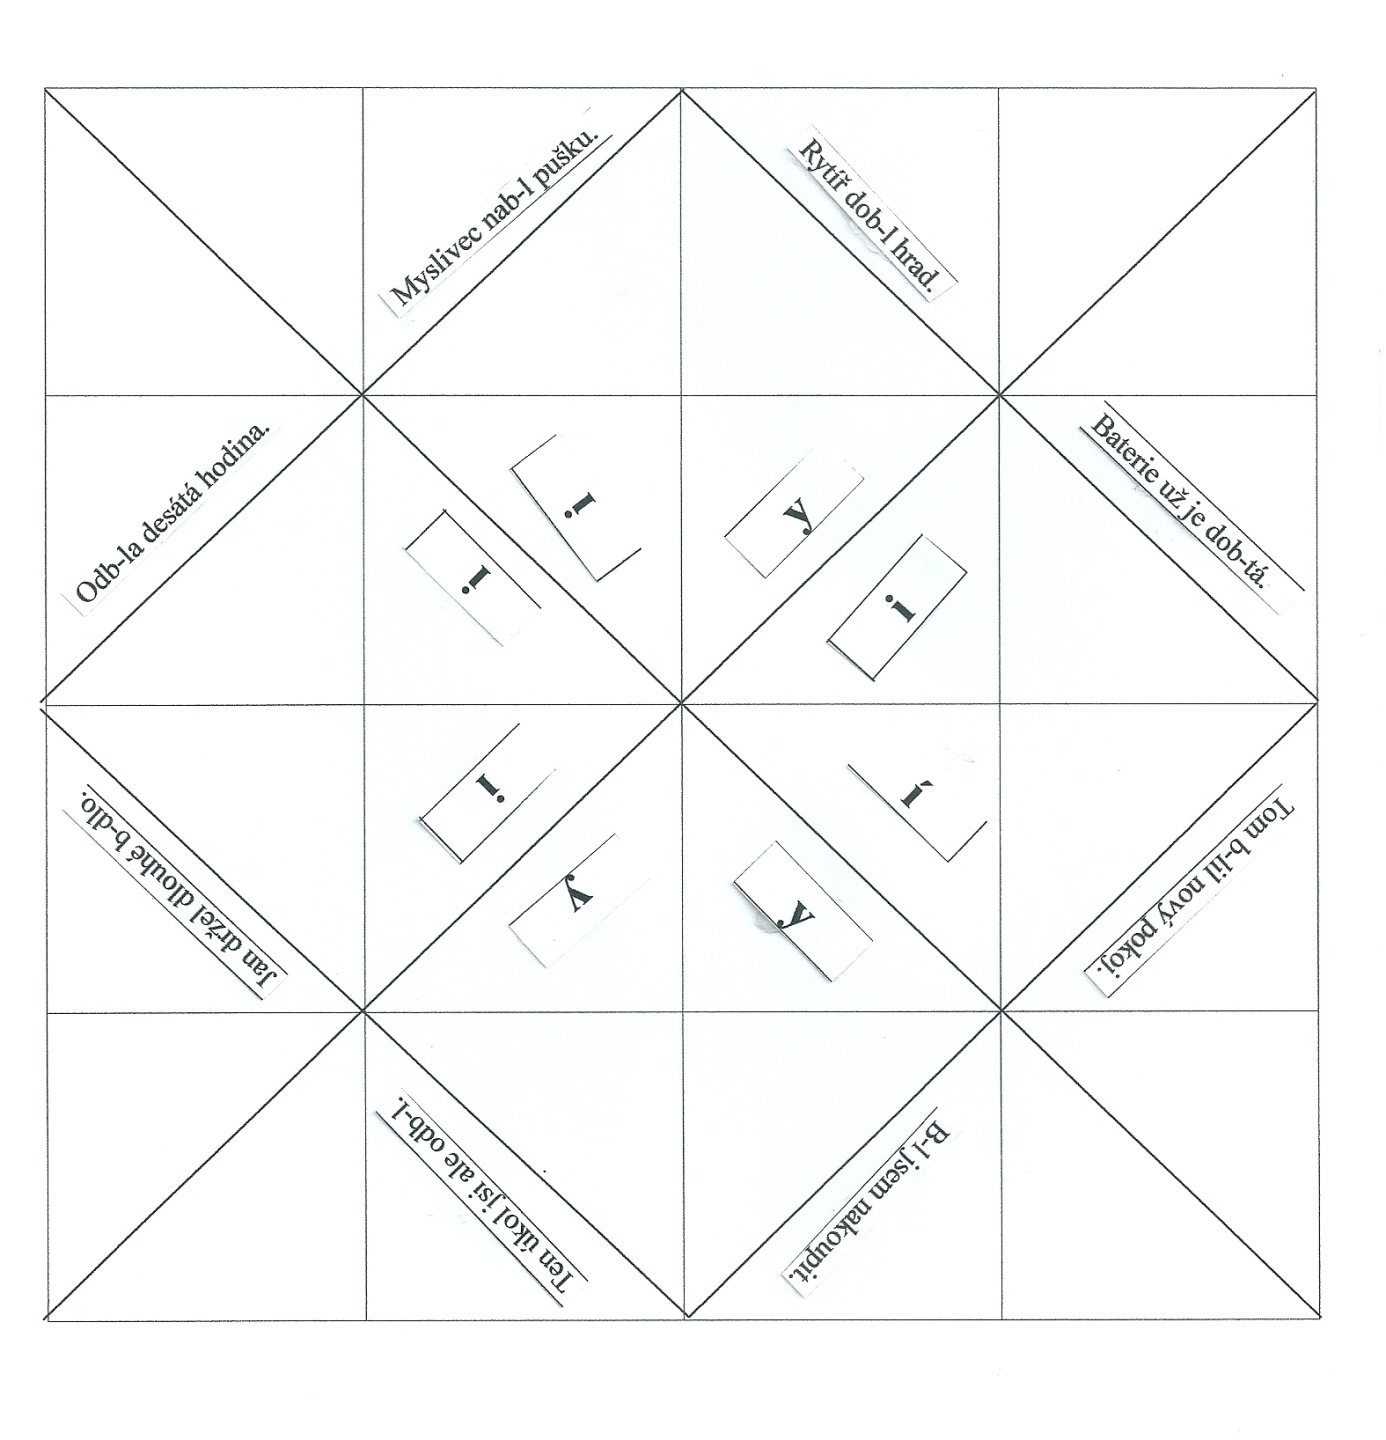 Myslivec nab-l pušku.
Rytíř dob-l hrad.
Odb-la desátá hodina.
Baterie už je dob-tá.
i
y
i
i
i
í
y
y
Jan držel dlouhé b-dlo.
Tom b-lil nový pokoj.
Ten úkol jsi ale odb-l.
B-l jsem nakoupit.